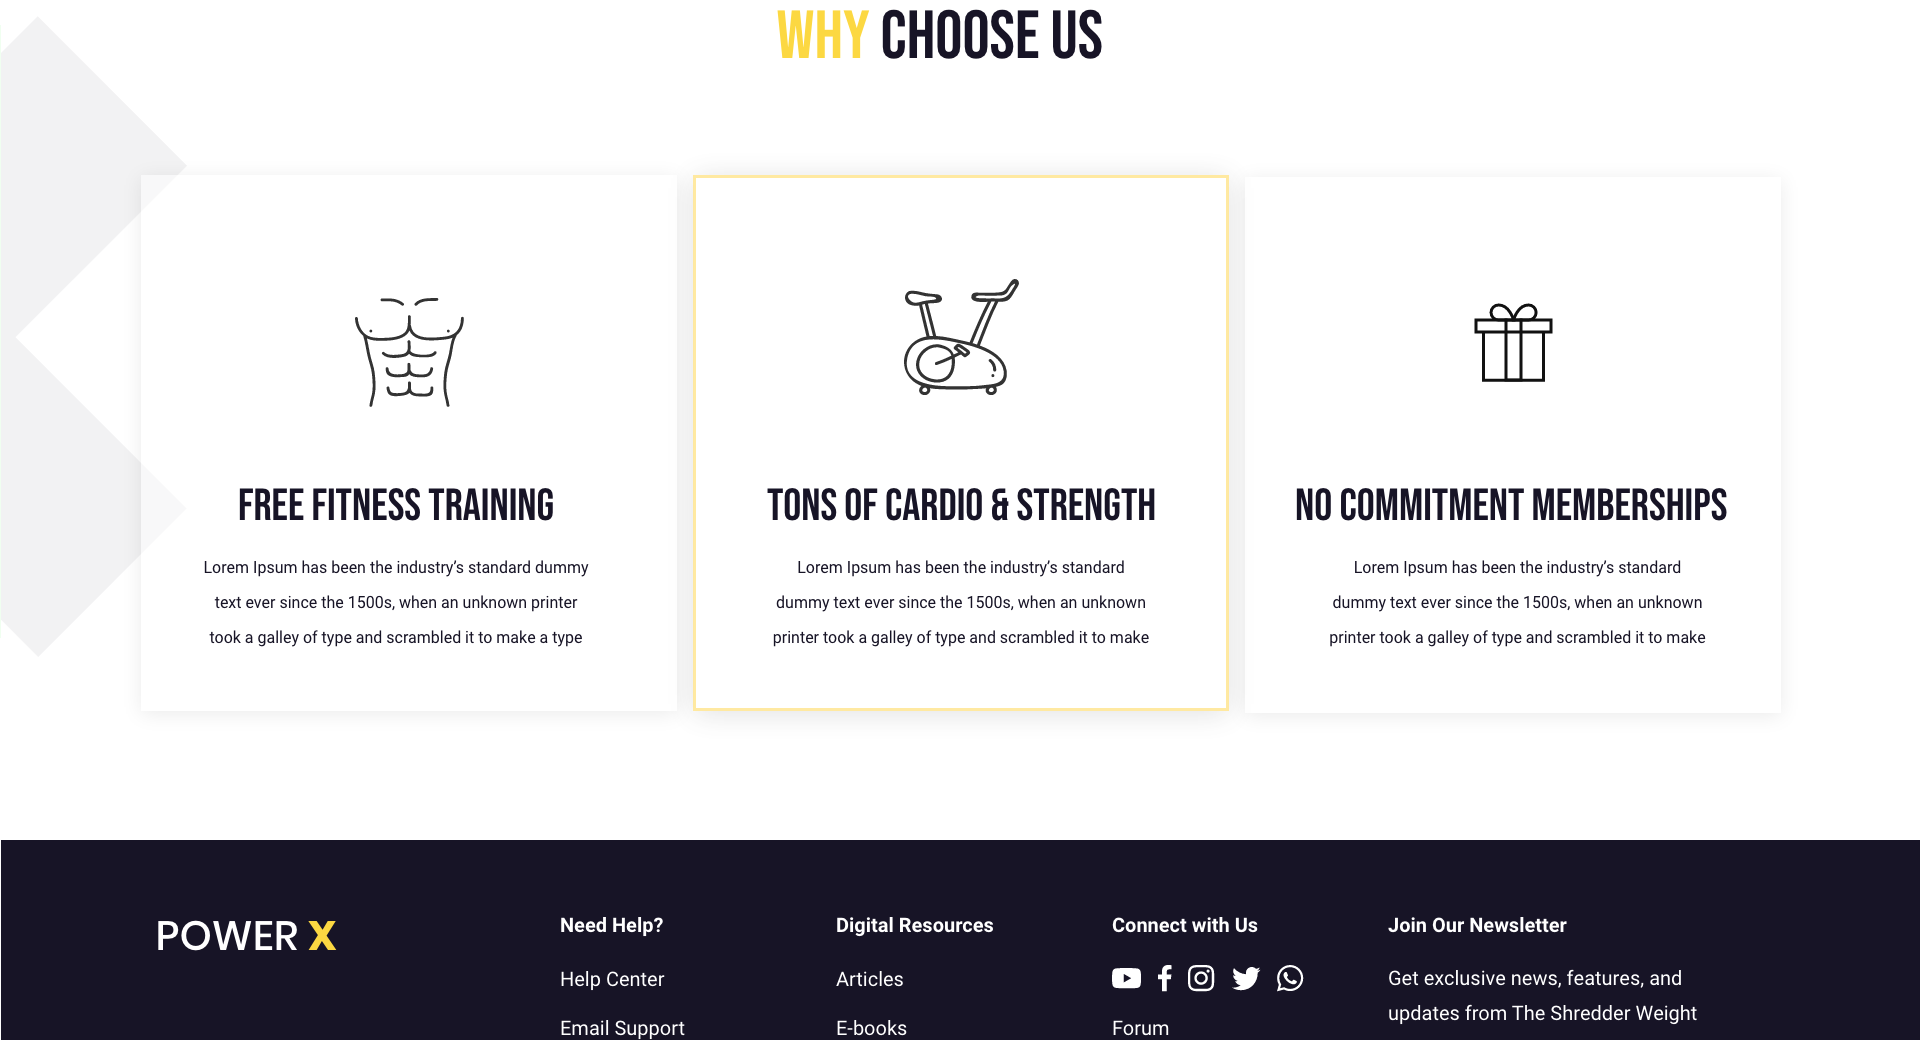 WHY CHOOSE US
FREE FITNESS TRAINING
Lorem Ipsum has been the industry’s standard dummy
text ever since the 1500s, when an unknown printer
took a galley of type and scrambled it to make a type
TONS OF CARDIO & STRENGTH
Lorem Ipsum has been the industry’s standard
dummy text ever since the 1500s, when an unknown
printer took a galley of type and scrambled it to make
NO COMMITMENT MEMBERSHIPS
Lorem Ipsum has been the industry’s standard
dummy text ever since the 1500s, when an unknown
printer took a galley of type and scrambled it to make
POWER X
Need Help?
Help Center
Email Support
Digital Resources
Articles
E-books
Connect with Us
Forum
Join Our Newsletter
Get exclusive news, features, and
updates from The Shredder Weight